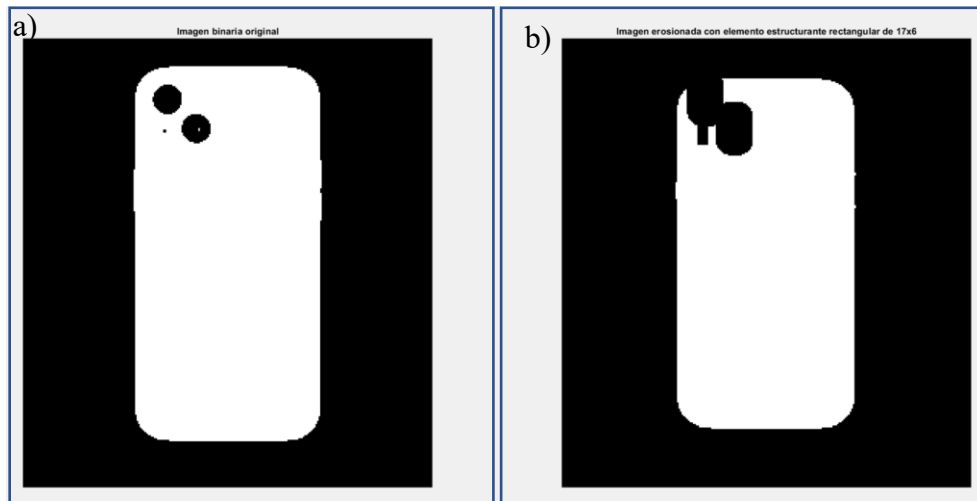 a)
Imagen binaria original
b)
Imagen erosionada con elemento estructurante rectangular de 17x6